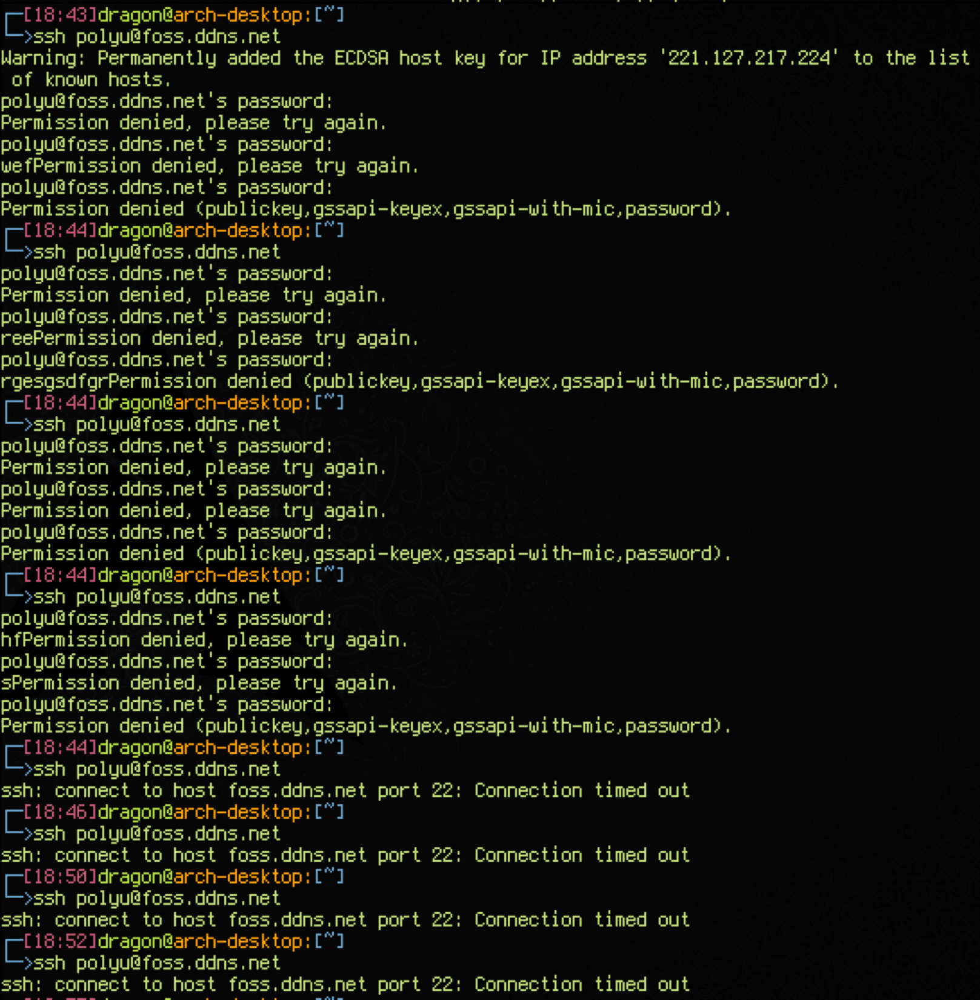 [18:43]dragon@arch-desktop:[~]
>ssh polyu@foss.ddns.net
Warning: Permanently added the ECDSA host key for IP address '221.127.217.224' to the list
 of known hosts.
polyu@foss.ddns.net's password:
Permission denied, please try again.
polyu@foss.ddns.net's password:
wefPermission denied, please try again.
polyu@foss.ddns.net's password:
Permission denied (publickey,gssapi-keyex,gssapi-with-mic,password).
[18:44]dragon@arch-desktop:[~]
>ssh polyu@foss.ddns.net
polyu@foss.ddns.net's password:
Permission denied, please try again.
polyu@foss.ddns.net's password:
reePermission denied, please try again.
polyu@foss.ddns.net's password:
rgesgsdfgrPermission denied (publickey,gssapi-keyex,gssapi-with-mic,password).
[18:44]dragon@arch-desktop:[~]
>ssh polyu@foss.ddns.net
polyu@foss.ddns.net's password:
Permission denied, please try again.
polyu@foss.ddns.net's password:
Permission denied, please try again.
polyu@foss.ddns.net's password:
Permission denied (publickey,gssapi-keyex,gssapi-with-mic,password).
[18:44]dragon@arch-desktop:[~]
>ssh polyu@foss.ddns.net
polyu@foss.ddns.net's password:
hfPermission denied, please try again.
polyu@foss.ddns.net's password:
sPermission denied, please try again.
polyu@foss.ddns.net's password:
Permission denied (publickey,gssapi-keyex,gssapi-with-mic,password).
[18:44]dragon@arch-desktop:[~]
>ssh polyu@foss.ddns.net
ssh: connect to host foss.ddns.net port 22: Connection timed out
[18:46]dragon@arch-desktop:[~]
>ssh polyu@foss.ddns.net
ssh: connect to host foss.ddns.net port 22: Connection timed out
[18:50]dragon@arch-desktop:[~]
>ssh polyu@foss.ddns.net
ssh: connect to host foss.ddns.net port 22: Connection timed out
[18:52]dragon@arch-desktop:[~]
>ssh polyu@foss.ddns.net
ssh: connect to host foss.ddns.net port 22: Connection timed out